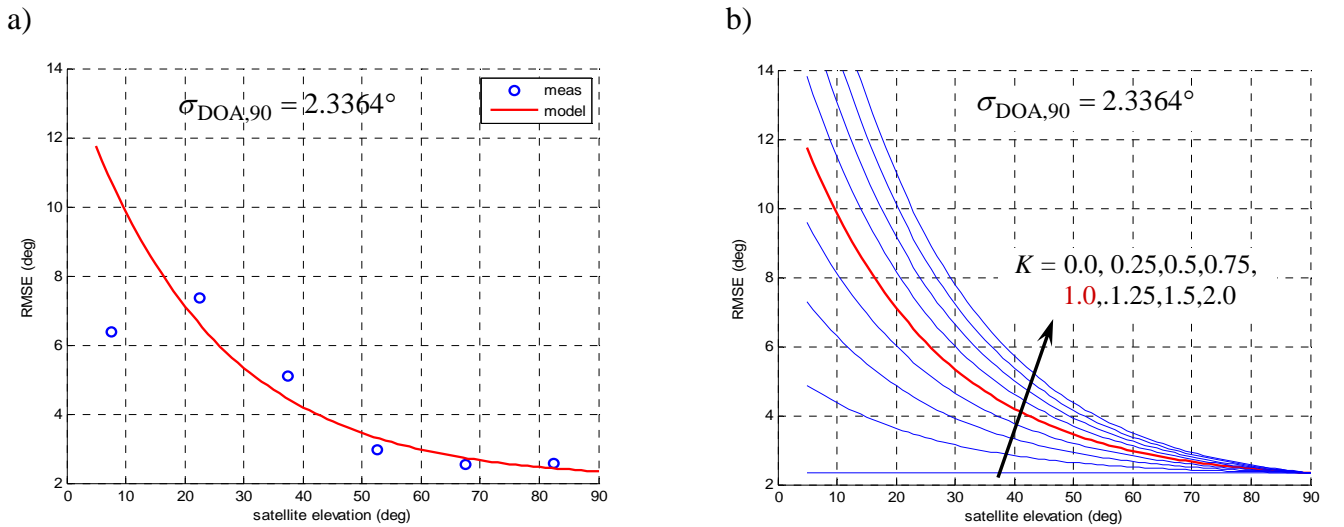 a)
σDOA,90 = 2.3364°
meas
model
14
12
10
8
6
4
2
RMSE (deg)
0 10 20 30 40 50 60 70 80 90
satellite elevation (deg)
b)
σDOA,90 = 2.3364°
K = 0.0, 0.25,0.5,0.75,
1.0,.1.25,1.5,2.0
14
12
10
8
6
4
2
RMSE (deg)
0 10 20 30 40 50 60 70 80 90
satellite elevation (deg)